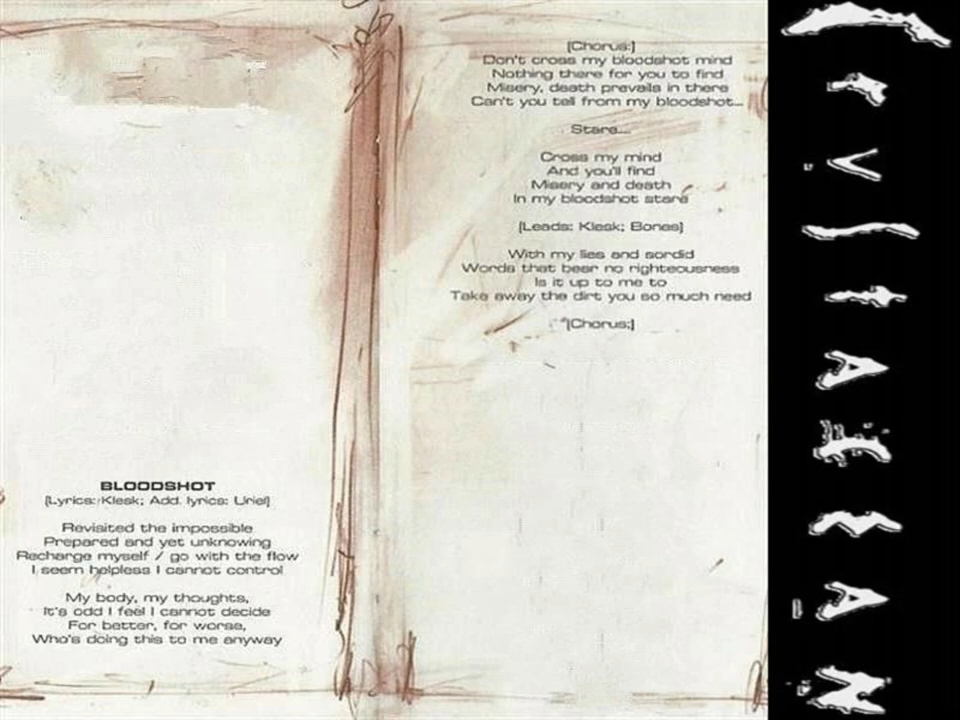 BLOODSHOT
[Lyrics: Klesk; Add. lyrics: Uriel]
Revisited the impossible
Prepared and yet unknowing
Recharge myself / go with the flow
I seem helpless I cannot control
My body, my thoughts,
It's odd I feel I cannot decide
For better, for worse,
Who's doing this to me anyway
[Chorus:]
Don't cross my bloodshot mind
Nothing there for you to find
Misery, death prevails in there
Can't you tell from my bloodshot...
Stare....
Cross my mind
And you'll find
Misery and death
In my bloodshot stare
[Leads: Klesk; Bones]
With my lies and sordid
Words that bear no righteousness
Is it up to me to
Take away the dirt you so much need
[Chorus:]